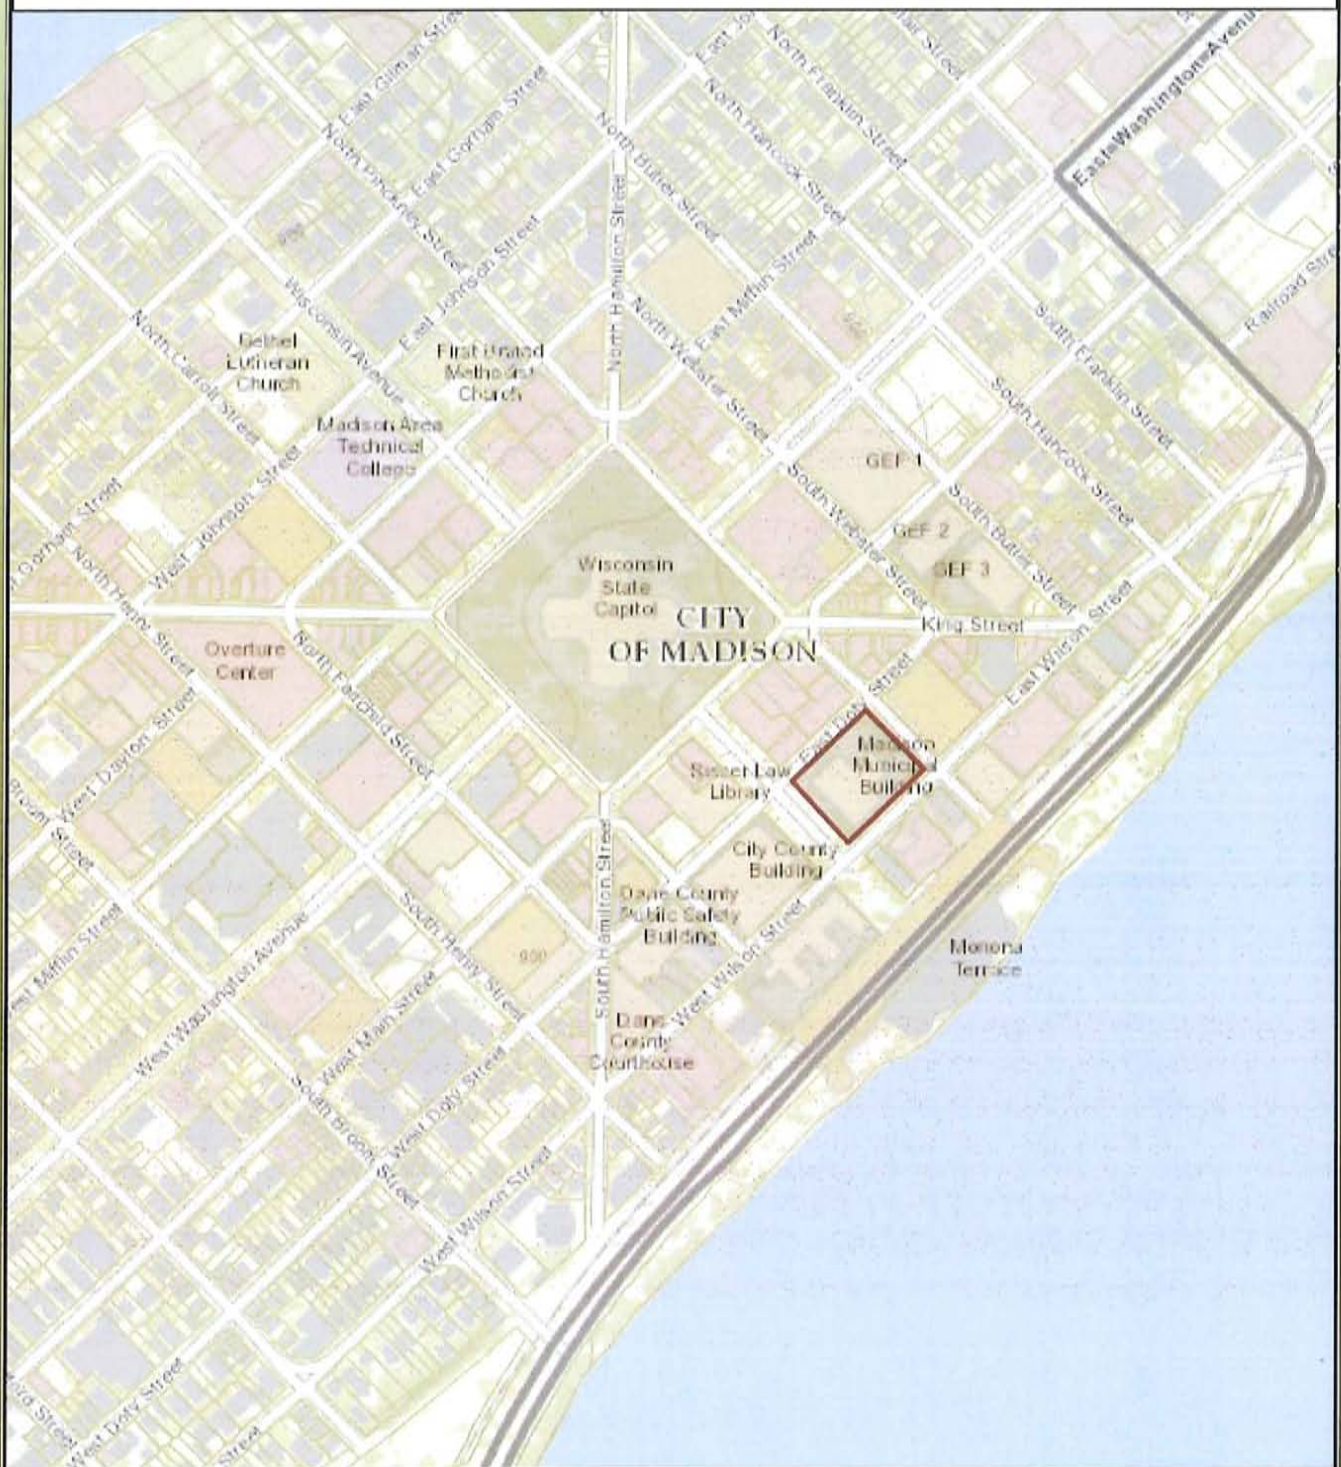 East Gilman Street
East Gorham Street
North Pinckney Street
East Johnson Street
North Hamilton Street
North Butler Street
North Hancock Street
North Franklin Street
East Washington Avenu
Railroad Stre
South Franklin Street
South Hancock Street
East Mifflin Street
North Webster Street
Wisconsin Avenue
North Carroll Street
Bethel
Lutheran
Church
First United
Methodist
Church
Madison Area
Technical
College
West Johnson Street
North Henry Street
GEF 1
GEF 2
GEF 3
South Webster Street
South Butler Street
King Street
East Wilson Street
Wisconsin
State
Capitol
CITY
OF MADISON
Overture
Center
North Fairchild Street
West Dayton Street
East Doty Street
Madison
Municipal
Building
Risser Law
Library
City County
Building
Dane County
Public Safety
Building
South Hamilton Street
West Wilson Street
Monona
Terrace
Dane
County
Courthouse
South Henry Street
West Washington Avenue
West Main Street
West Doty Street
South Broom Street
West Wilson Street
est Mifflin Street
West Doty Street
Street